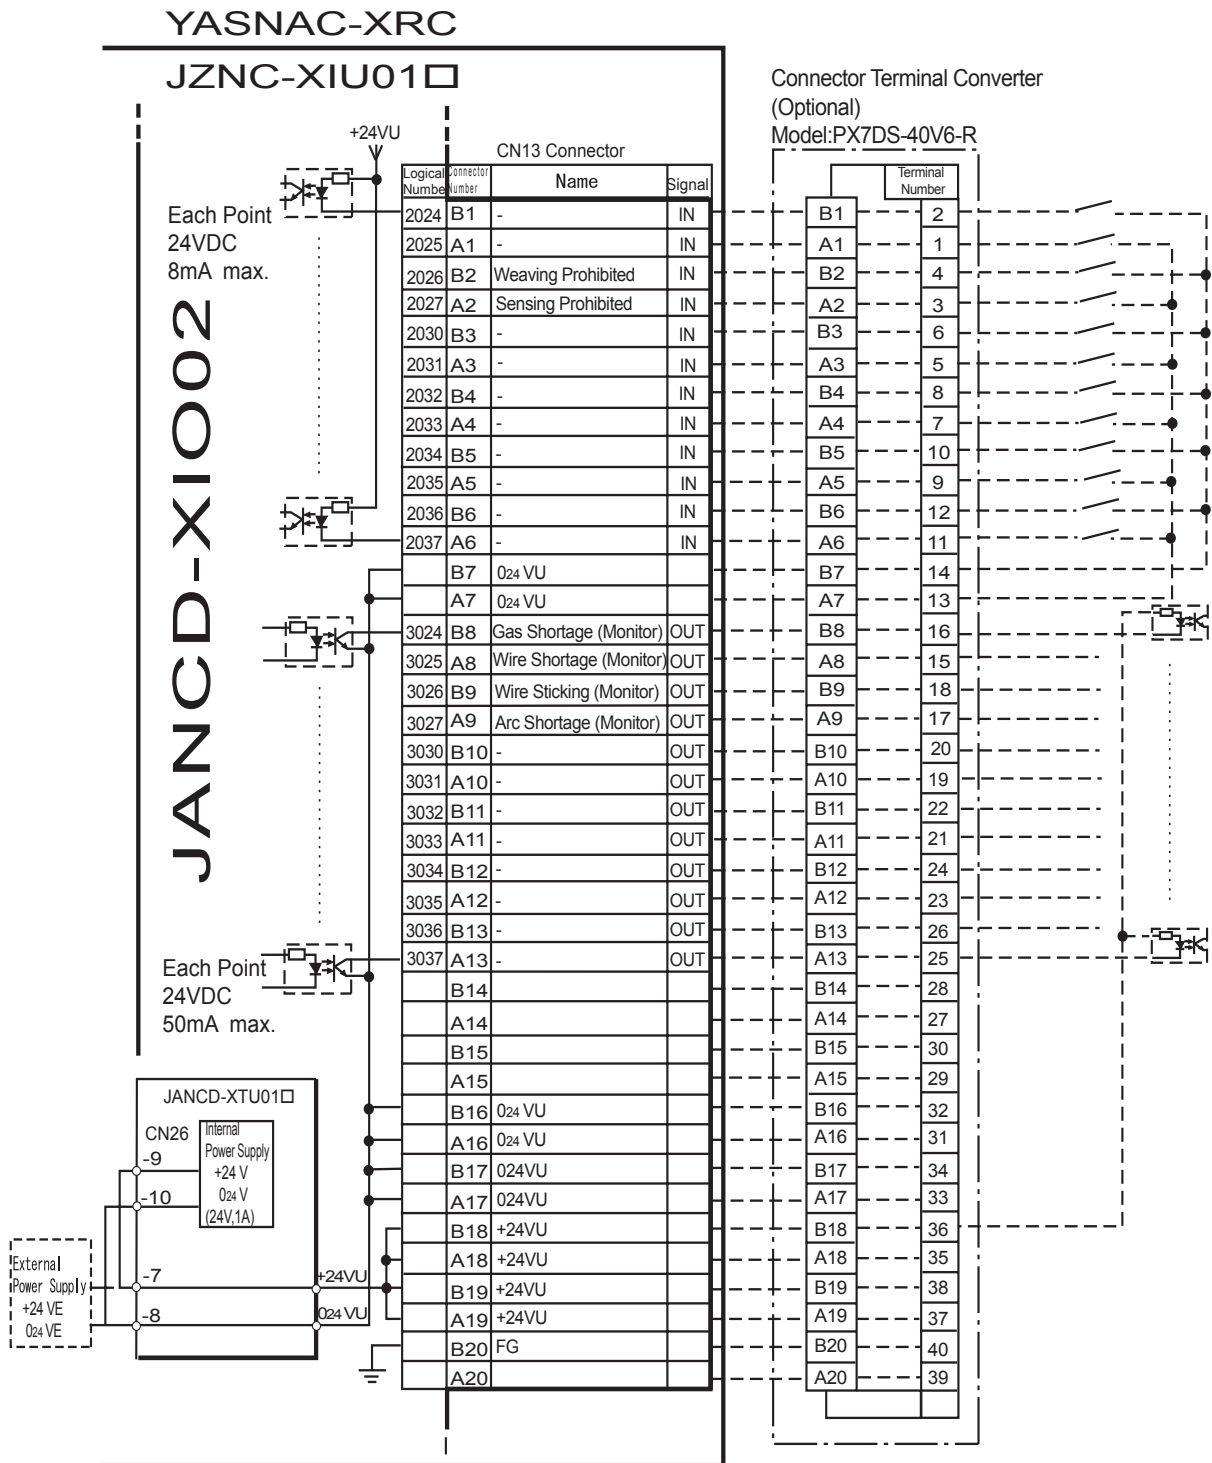 YASNAC-XRC
JZNC-XIU01□
Connector Terminal Converter
(Optional)
Model:PX7DS-40V6-R
+24VU
CN13 Connector
Logical Number Connector Number Name Signal
Terminal Number
Each Point
24VDC
8mA max.
JANCD-XIO02
2024 B1 - IN B1 2
2025 A1 - IN A1 1
2026 B2 Weaving Prohibited IN B2 4
2027 A2 Sensing Prohibited IN A2 3
2030 B3 - IN B3 6
2031 A3 - IN A3 5
2032 B4 - IN B4 8
2033 A4 - IN A4 7
2034 B5 - IN B5 10
2035 A5 - IN A5 9
2036 B6 - IN B6 12
2037 A6 - IN A6 11
B7 024 VU B7 14
A7 024 VU A7 13
3024 B8 Gas Shortage (Monitor) OUT B8 16
3025 A8 Wire Shortage (Monitor) OUT A8 15
3026 B9 Wire Sticking (Monitor) OUT B9 18
3027 A9 Arc Shortage (Monitor) OUT A9 17
3030 B10 - OUT B10 20
3031 A10 - OUT A10 19
3032 B11 - OUT B11 22
3033 A11 - OUT A11 21
3034 B12 - OUT B12 24
3035 A12 - OUT A12 23
3036 B13 - OUT B13 26
3037 A13 - OUT A13 25
Each Point
24VDC
50mA max.
B14 B14 28
A14 A14 27
B15 B15 30
A15 A15 29
B16 024 VU B16 32
A16 024 VU A16 31
B17 024VU B17 34
A17 024VU A17 33
B18 +24VU B18 36
A18 +24VU A18 35
B19 +24VU B19 38
A19 +24VU A19 37
B20 FG B20 40
A20 A20 39
JANCD-XTU01□
CN26
Internal
Power Supply
+24 V
024 V
(24V,1A)
-9
-10
-7
-8
+24VU
024 VU
External
Power Supply
+24 VE
024 VE